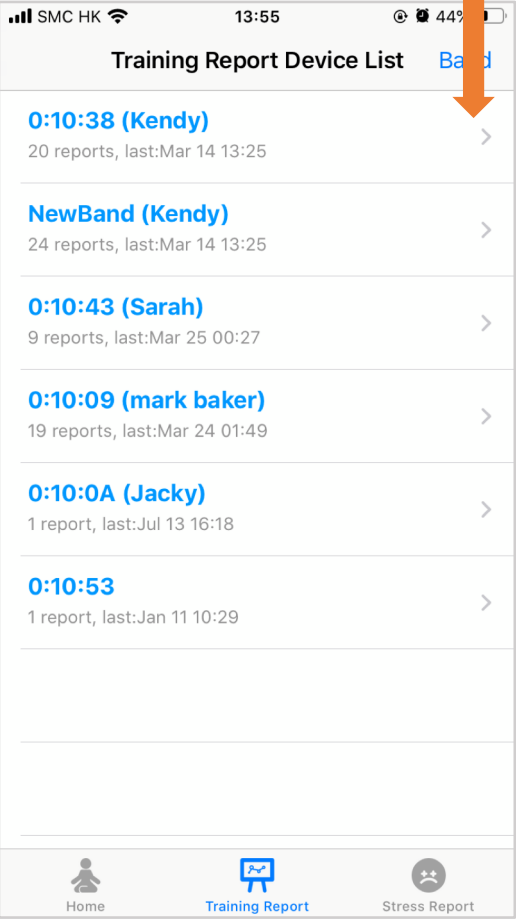 SMC HK 13:55 44%
Training Report Device List
0:10:38 (Kendy)
20 reports, last:Mar 14 13:25
NewBand (Kendy)
24 reports, last:Mar 14 13:25
0:10:43 (Sarah)
9 reports, last:Mar 25 00:27
0:10:09 (mark baker)
19 reports, last:Mar 24 01:49
0:10:0A (Jacky)
1 report, last:Jul 13 16:18
0:10:53
1 report, last:Jan 11 10:29
Home Training Report Stress Report